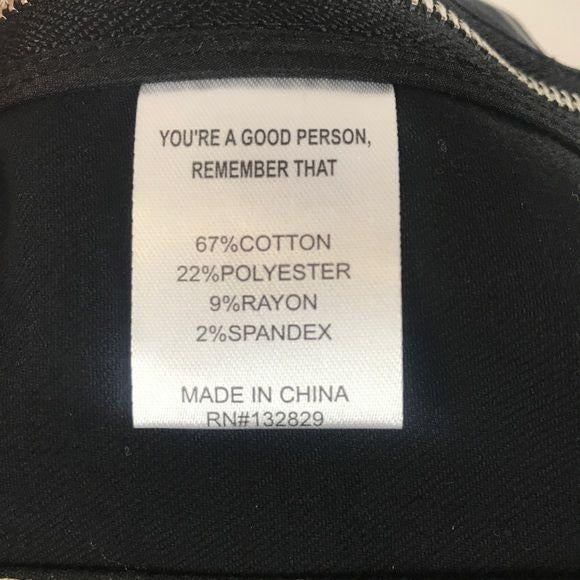 YOU'RE A GOOD PERSON,
REMEMBER THAT
67%COTTON
22%POLYESTER
9%RAYON
2%SPANDEX
MADE IN CHINA
RN#132829